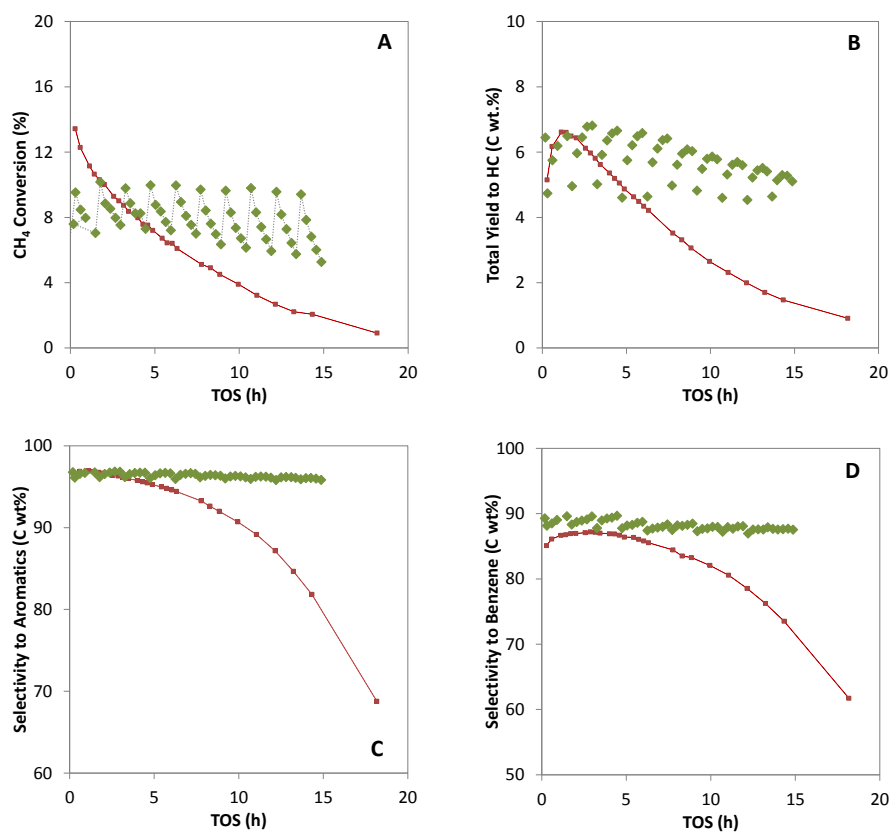 A
CH4 Conversion (%)
20
16
12
8
4
0
0 5 10 15 20
TOS (h)
B
Total Yield to HC (C wt.%)
10
8
6
4
2
0
0 5 10 15 20
TOS (h)
C
Selectivity to Aromatics (C wt%)
100
90
80
70
60
0 5 10 15 20
TOS (h)
D
Selectivity to Benzene (C wt%)
100
90
80
70
60
50
0 5 10 15 20
TOS (h)